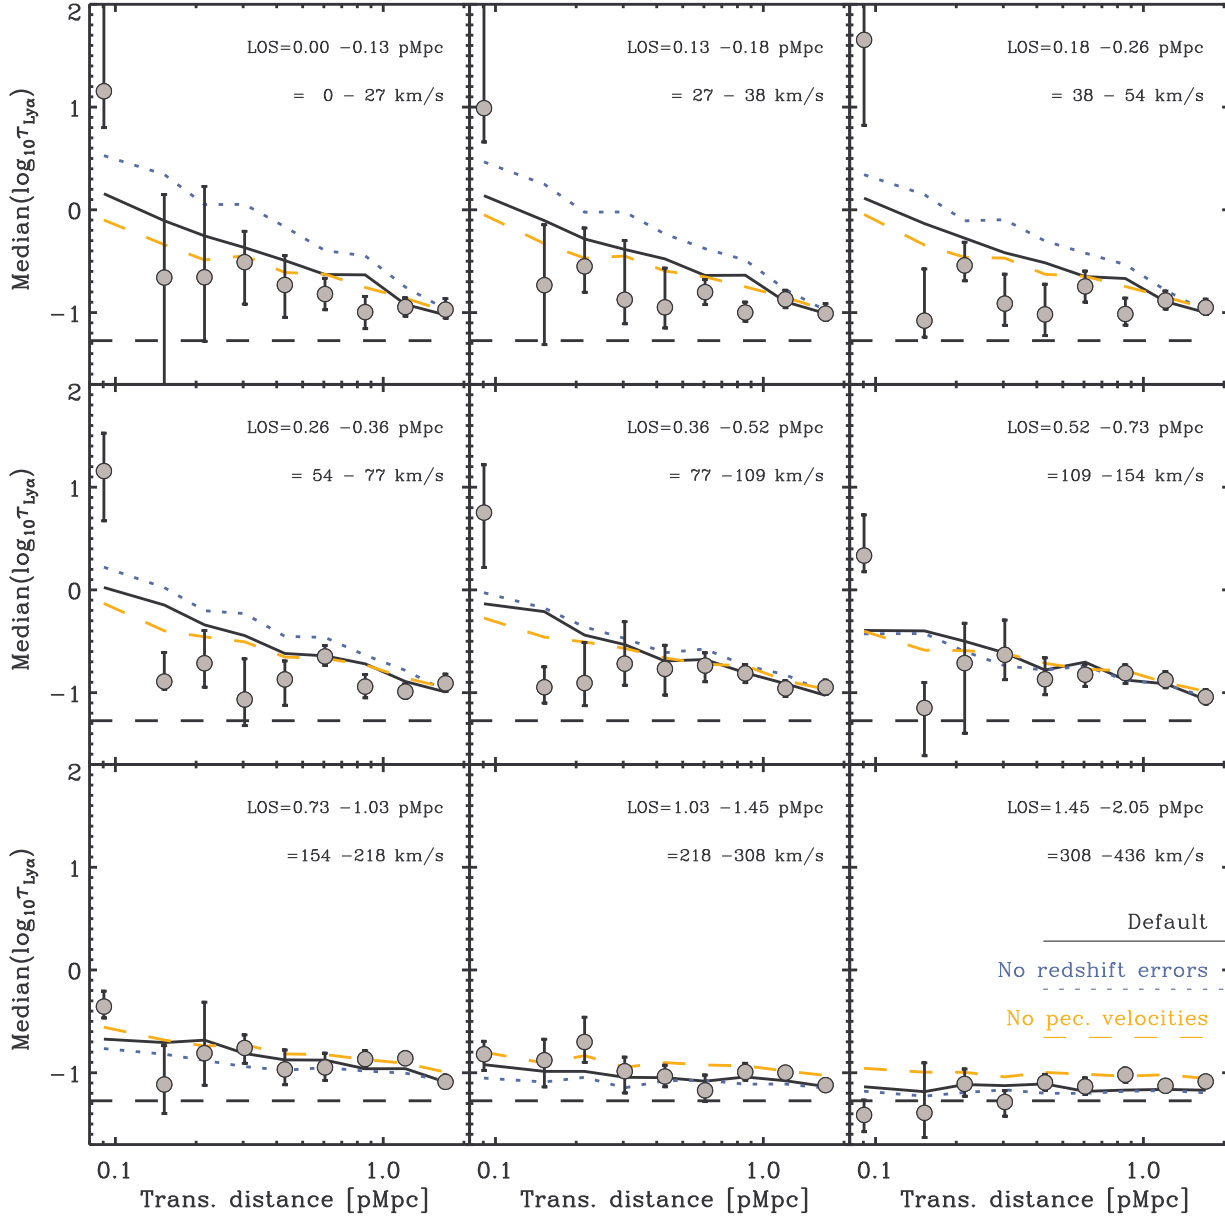 2
LOS=0.00 -0.13 pMpc
LOS=0.13 -0.18 pMpc
LOS=0.18 -0.26 pMpc
= 0 - 27 km/s
= 27 - 38 km/s
= 38 - 54 km/s
1
0
-1
Median(log10 τLyα)
2
LOS=0.26 -0.36 pMpc
LOS=0.36 -0.52 pMpc
LOS=0.52 -0.73 pMpc
= 54 - 77 km/s
= 77 -109 km/s
=109 -154 km/s
1
0
-1
Median(log10 τLyα)
2
LOS=0.73 -1.03 pMpc
LOS=1.03 -1.45 pMpc
LOS=1.45 -2.05 pMpc
=154 -218 km/s
=218 -308 km/s
=308 -436 km/s
1
0
-1
Median(log10 τLyα)
Default
No redshift errors
No pec. velocities
0.1 1.0
0.1 1.0
0.1 1.0
Trans. distance [pMpc]
Trans. distance [pMpc]
Trans. distance [pMpc]